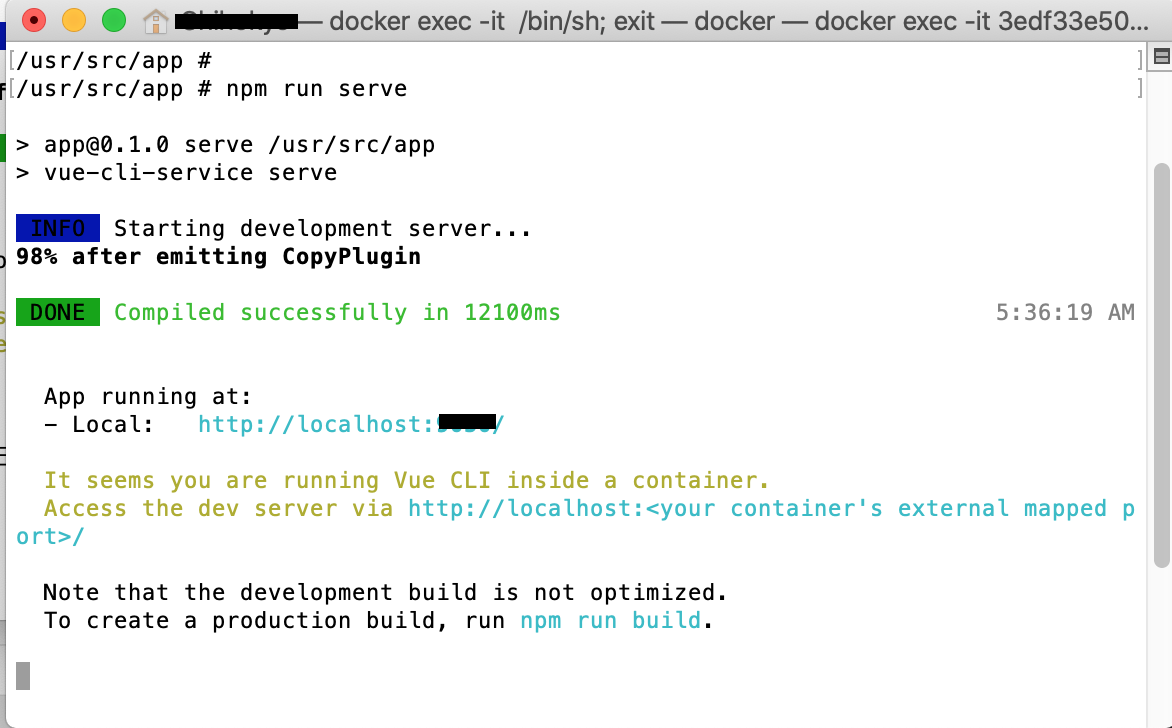 — docker exec -it /bin/sh; exit — docker — docker exec -it 3edf33e50...
[/usr/src/app # ]
[/usr/src/app # npm run serve ]
> app@0.1.0 serve /usr/src/app
> vue-cli-service serve
INFO Starting development server...
98% after emitting CopyPlugin
DONE Compiled successfully in 12100ms 5:36:19 AM
App running at:
- Local: http://localhost:
It seems you are running Vue CLI inside a container.
Access the dev server via http://localhost:<your container's external mapped p
ort>/
Note that the development build is not optimized.
To create a production build, run npm run build.